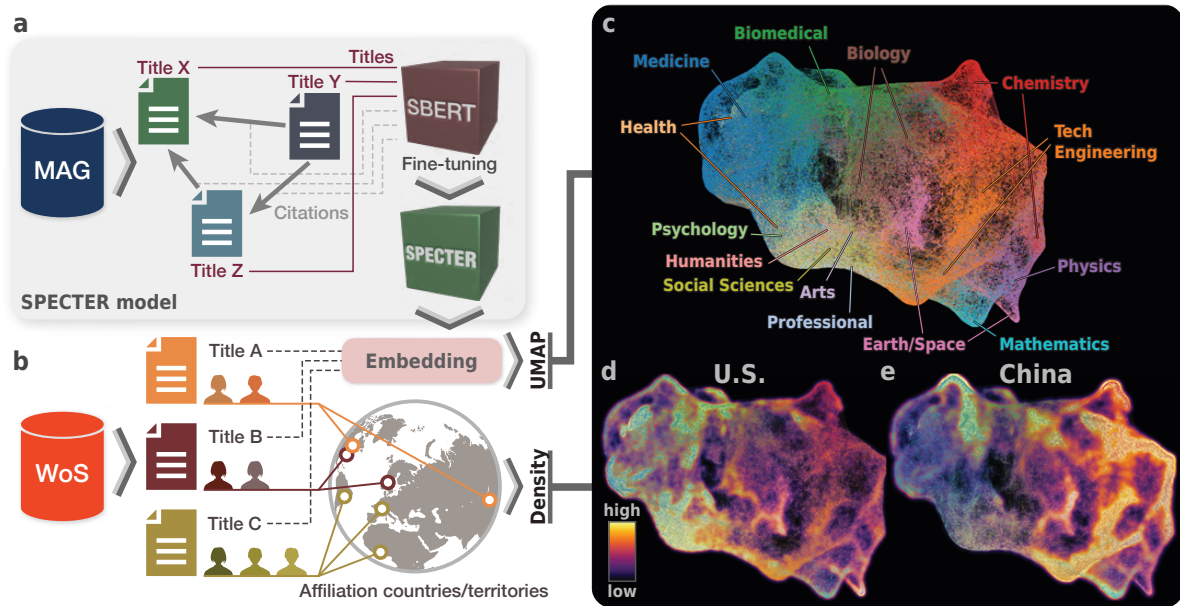 a
Titles
Title X
Title Y
MAG
SBERT
Fine-tuning
Citations
SPECTER
Title Z
SPECTER model
b
Title A
Embedding
UMAP
WoS
Title B
Title C
Density
Affiliation countries/territories
c
Biomedical
Biology
Medicine
Chemistry
Health
Tech
Engineering
Psychology
Humanities
Social Sciences
Arts
Professional
Physics
Earth/Space
Mathematics
d
U.S.
e
China
high
low